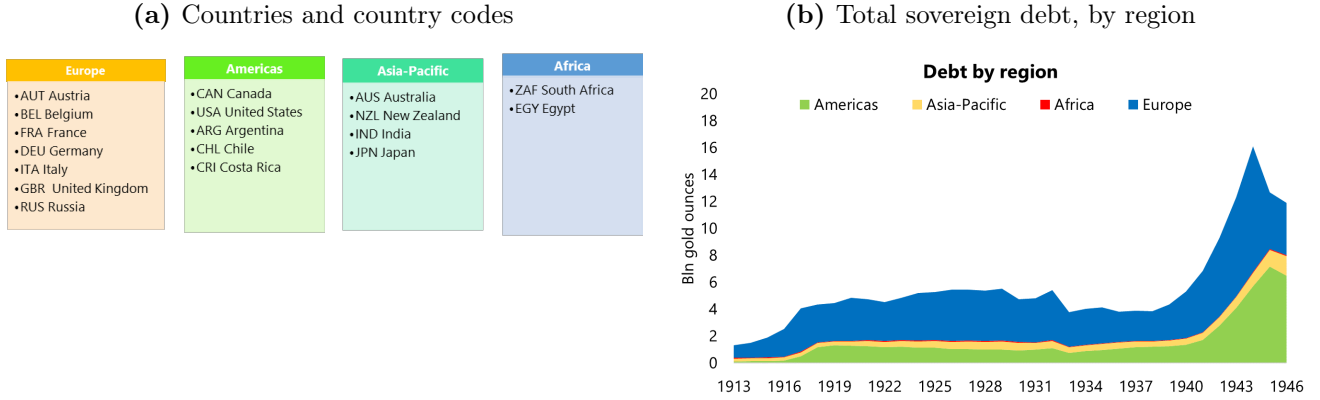 (a) Countries and country codes
Europe
•AUT Austria
•BEL Belgium
•FRA France
•DEU Germany
•ITA Italy
•GBR United Kingdom
•RUS Russia
Americas
•CAN Canada
•USA United States
•ARG Argentina
•CHL Chile
•CRI Costa Rica
Asia-Pacific
•AUS Australia
•NZL New Zealand
•IND India
•JPN Japan
Africa
•ZAF South Africa
•EGY Egypt
(b) Total sovereign debt, by region
Debt by region
Americas Asia-Pacific Africa Europe
Bln gold ounces
20
18
16
14
12
10
8
6
4
2
0
1913 1916 1919 1922 1925 1928 1931 1934 1937 1940 1943 1946